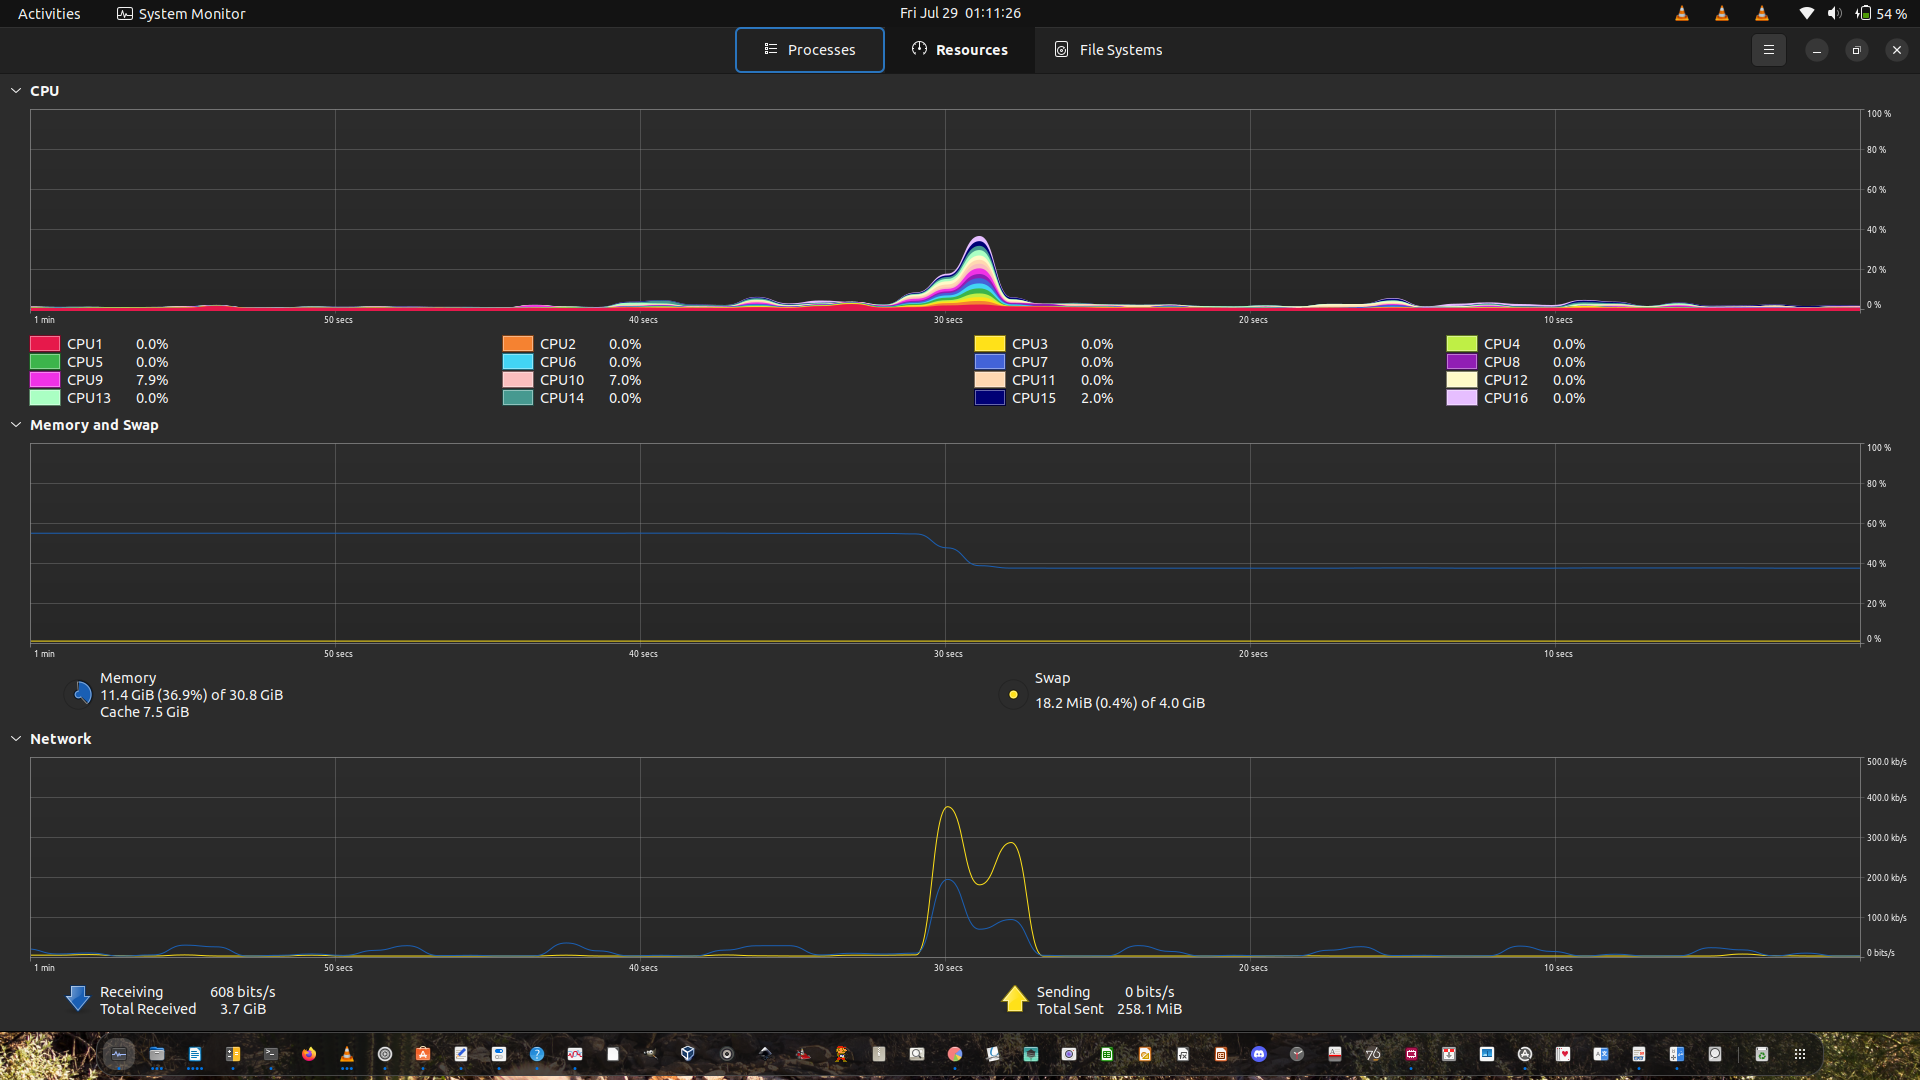 Activities System Monitor Fri Jul 29 01:11:26 54 %
Processes Resources File Systems
CPU
100 %
80 %
60 %
40 %
20 %
0 %
1 min 50 secs 40 secs 30 secs 20 secs 10 secs
CPU1 0.0% CPU2 0.0% CPU3 0.0% CPU4 0.0%
CPU5 0.0% CPU6 0.0% CPU7 0.0% CPU8 0.0%
CPU9 7.9% CPU10 7.0% CPU11 0.0% CPU12 0.0%
CPU13 0.0% CPU14 0.0% CPU15 2.0% CPU16 0.0%
Memory and Swap
100 %
80 %
60 %
40 %
20 %
0 %
1 min 50 secs 40 secs 30 secs 20 secs 10 secs
Memory
11.4 GiB (36.9%) of 30.8 GiB
Cache 7.5 GiB
Swap
18.2 MiB (0.4%) of 4.0 GiB
Network
500.0 kb/s
400.0 kb/s
300.0 kb/s
200.0 kb/s
100.0 kb/s
0 bits/s
1 min 50 secs 40 secs 30 secs 20 secs 10 secs
Receiving 608 bits/s
Total Received 3.7 GiB
Sending 0 bits/s
Total Sent 258.1 MiB
76